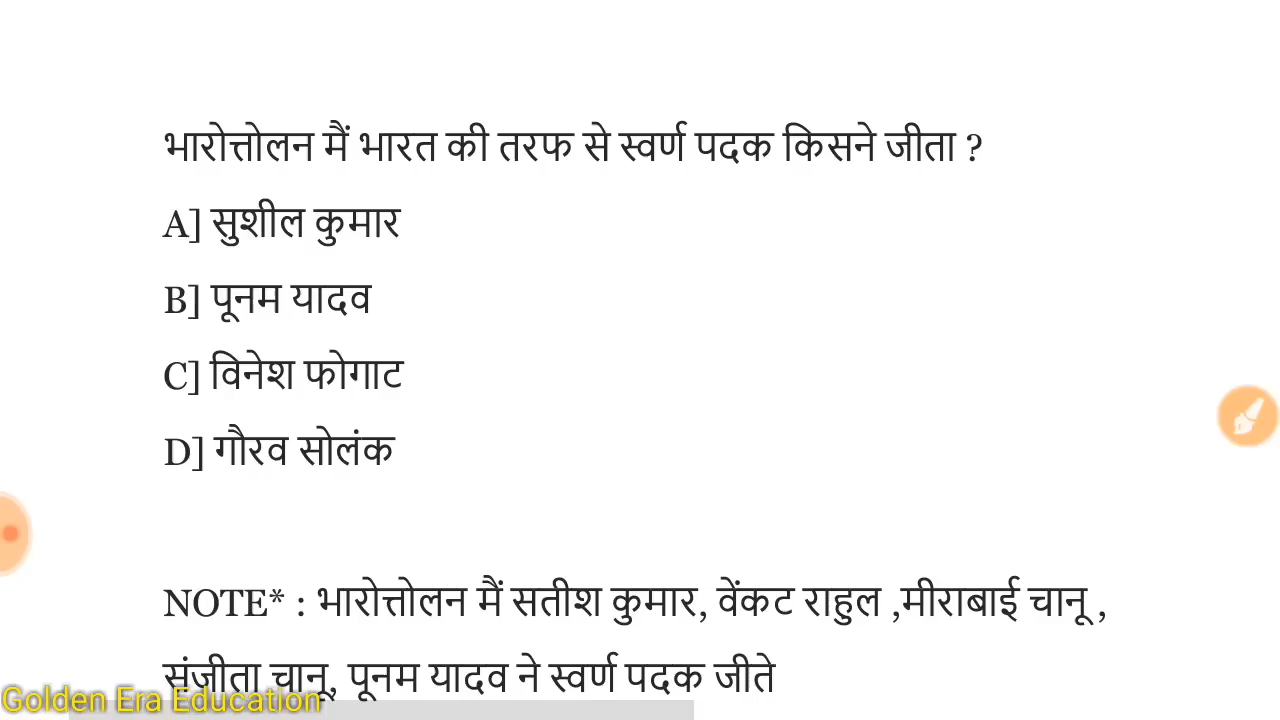 भारोत्तोलन मैं भारत की तरफ से स्वर्ण पदक किसने जीता ?
A] सुशील कुमार
B] पूनम यादव
C] विनेश फोगाट
D] गौरव सोलंक
NOTE* : भारोत्तोलन मैं सतीश कुमार, वेंकट राहुल ,मीराबाई चानू ,
संजीता चानू, पूनम यादव ने स्वर्ण पदक जीते
Golden Era Education